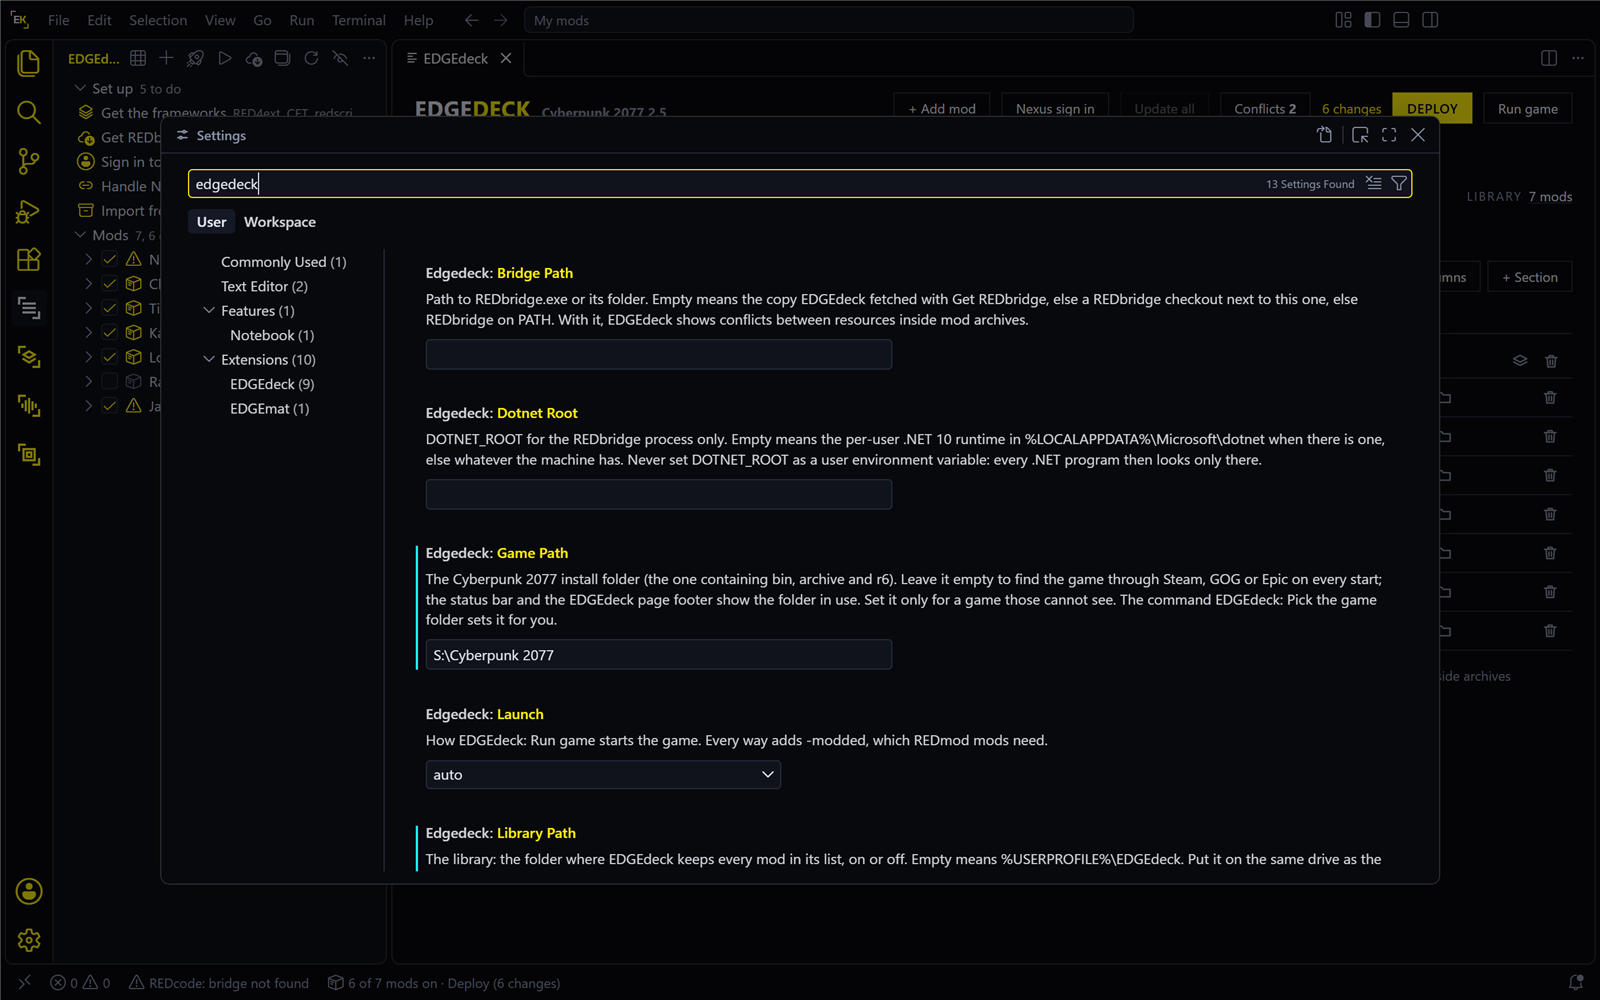 EK File Edit Selection View Go Run Terminal Help My mods
EDGEd... EDGEdeck
Set up 5 to do
Get the frameworks RED4ext, CET, redscri
Get REDb
Sign in to
Handle N
Import fr
Mods 7, 6
N
C
Ti
Ka
Lo
Ra
Ja
EDGEDECK Cyberpunk 2077 2.5 + Add mod Nexus sign in Update all Conflicts 2 6 changes DEPLOY Run game
LIBRARY 7 mods
mns + Section
ide archives
Settings
edgedeck 13 Settings Found
User Workspace
Commonly Used (1)
Text Editor (2)
Features (1)
Notebook (1)
Extensions (10)
EDGEdeck (9)
EDGEmat (1)
Edgedeck: Bridge Path
Path to REDbridge.exe or its folder. Empty means the copy EDGEdeck fetched with Get REDbridge, else a REDbridge checkout next to this one, else
REDbridge on PATH. With it, EDGEdeck shows conflicts between resources inside mod archives.
Edgedeck: Dotnet Root
DOTNET_ROOT for the REDbridge process only. Empty means the per-user .NET 10 runtime in %LOCALAPPDATA%\Microsoft\dotnet when there is one,
else whatever the machine has. Never set DOTNET_ROOT as a user environment variable: every .NET program then looks only there.
Edgedeck: Game Path
The Cyberpunk 2077 install folder (the one containing bin, archive and r6). Leave it empty to find the game through Steam, GOG or Epic on every start;
the status bar and the EDGEdeck page footer show the folder in use. Set it only for a game those cannot see. The command EDGEdeck: Pick the game
folder sets it for you.
S:\Cyberpunk 2077
Edgedeck: Launch
How EDGEdeck: Run game starts the game. Every way adds -modded, which REDmod mods need.
auto
Edgedeck: Library Path
The library: the folder where EDGEdeck keeps every mod in its list, on or off. Empty means %USERPROFILE%\EDGEdeck. Put it on the same drive as the
0 0 REDcode: bridge not found 6 of 7 mods on · Deploy (6 changes)